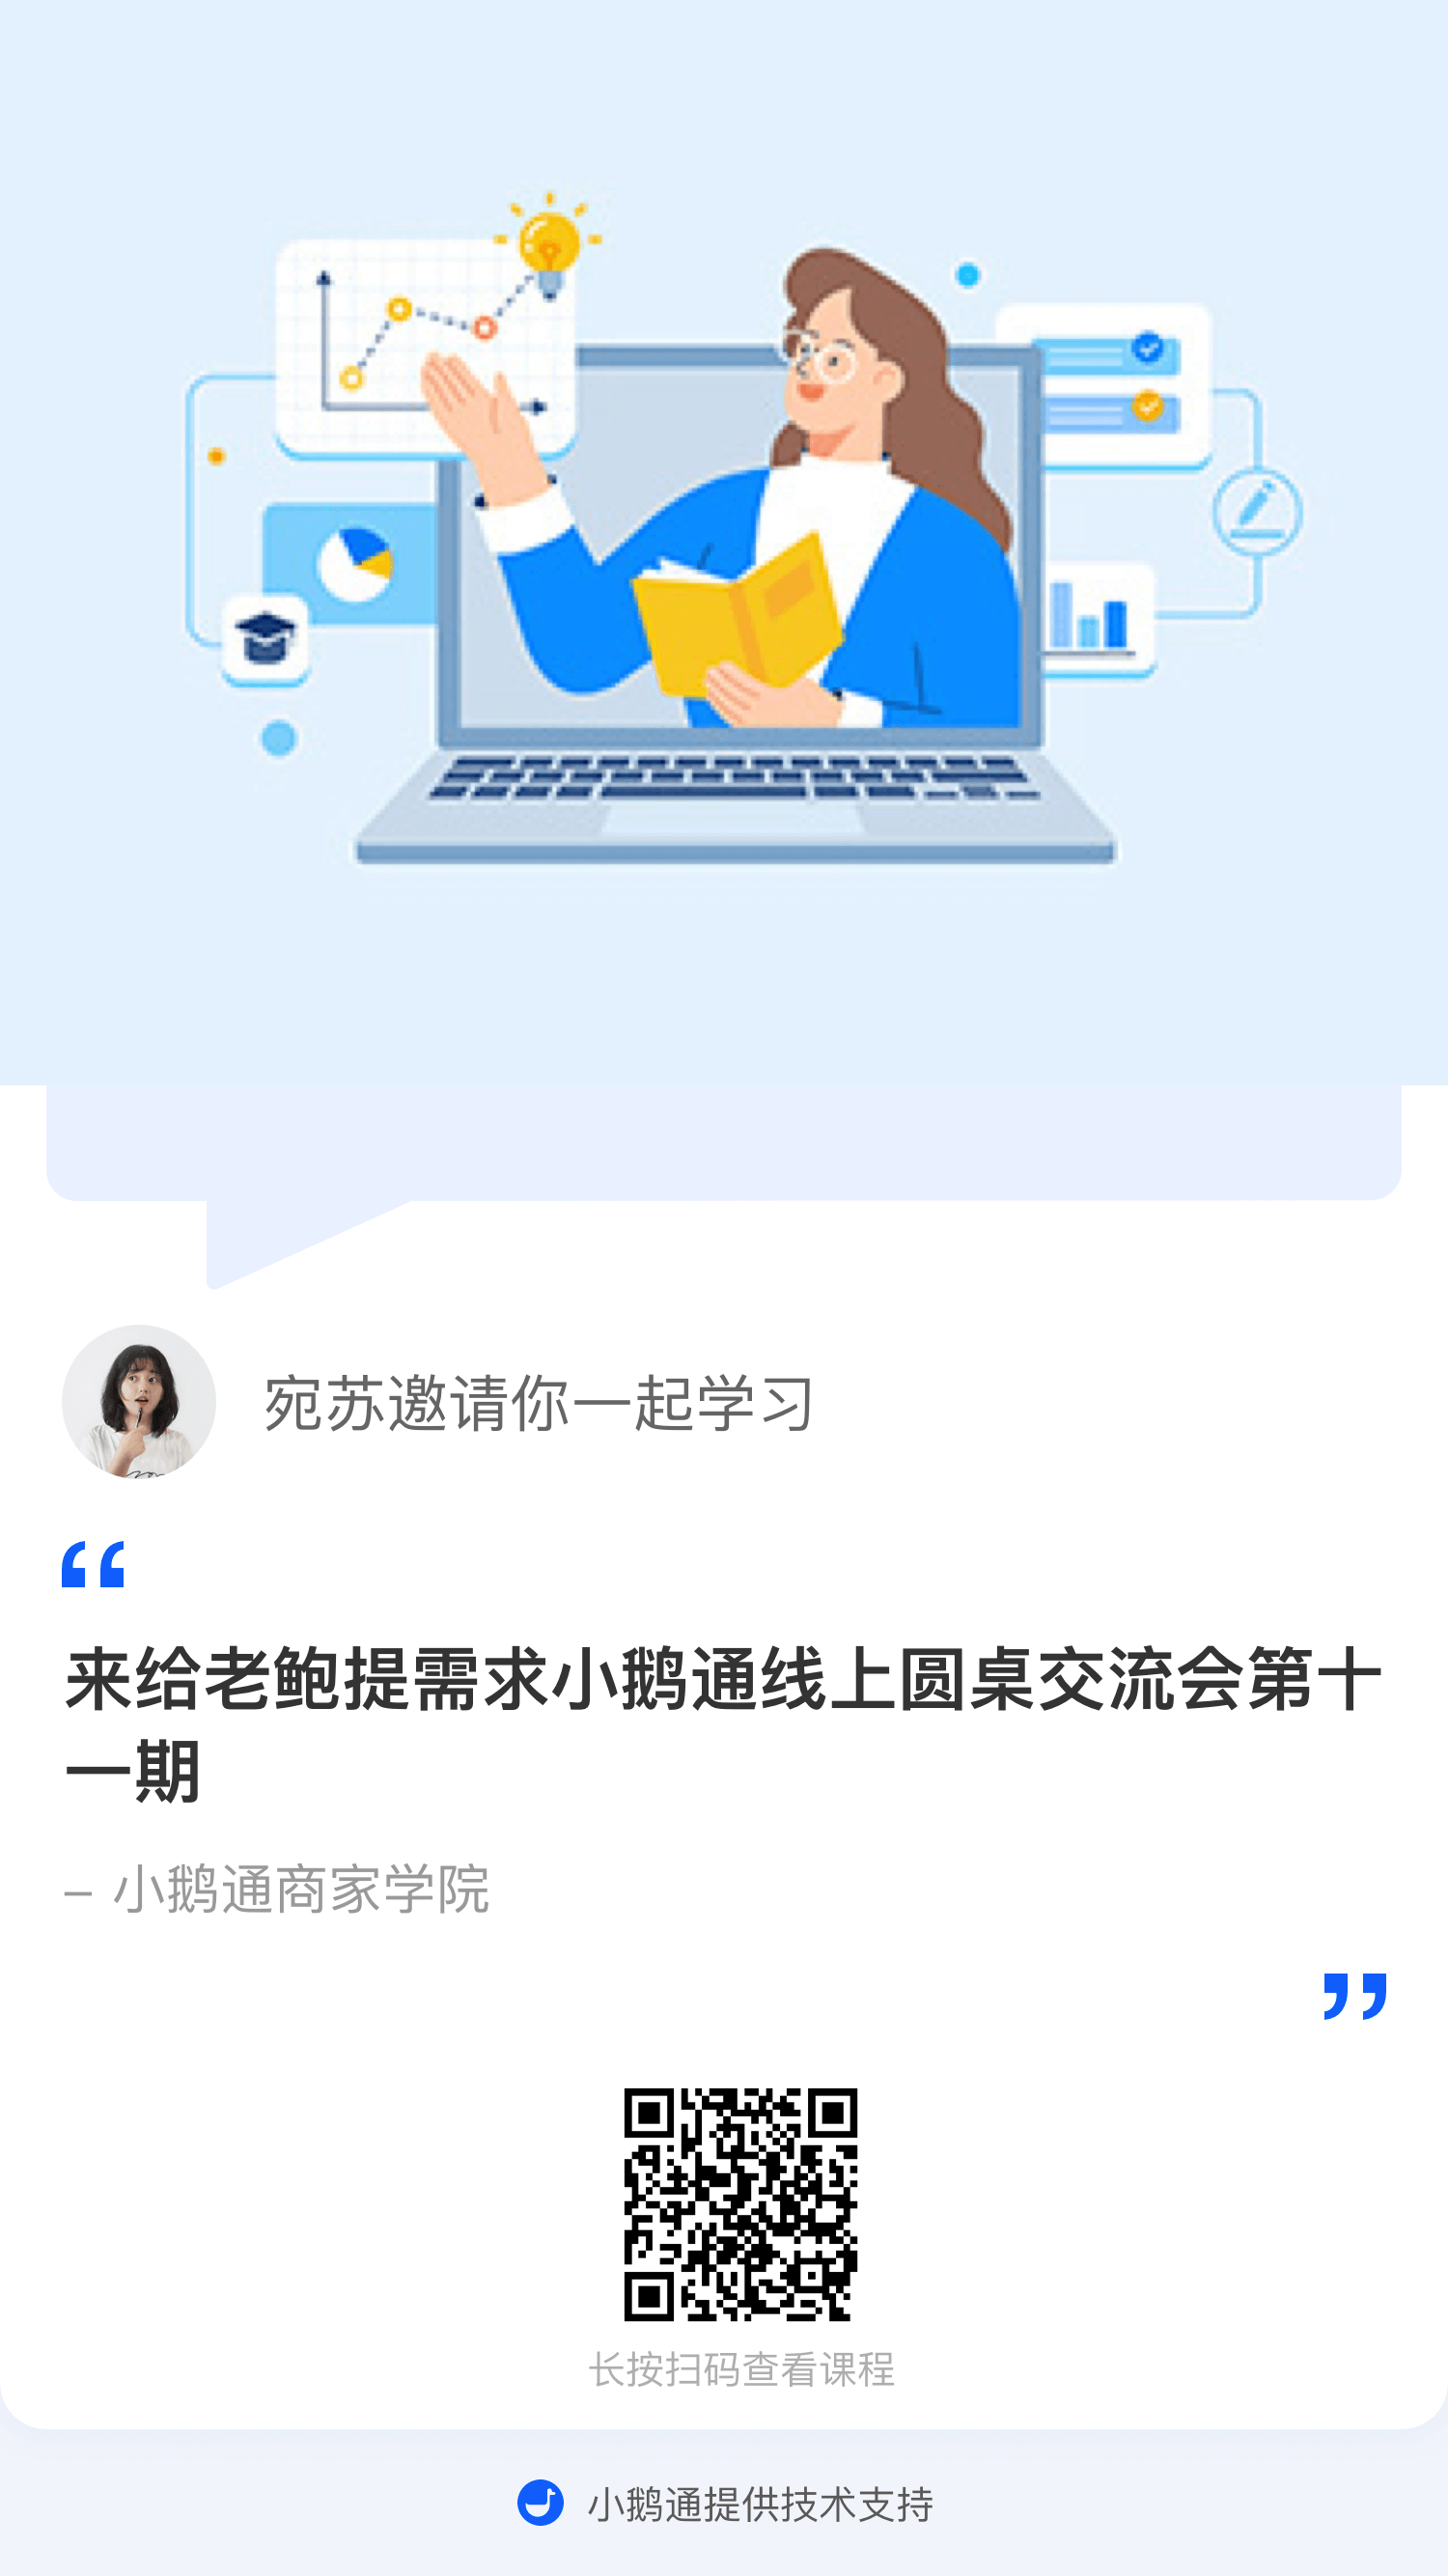 宛苏邀请你一起学习
来给老鲍提需求小鹅通线上圆桌交流会第十
一期
– 小鹅通商家学院
长按扫码查看课程
小鹅通提供技术支持